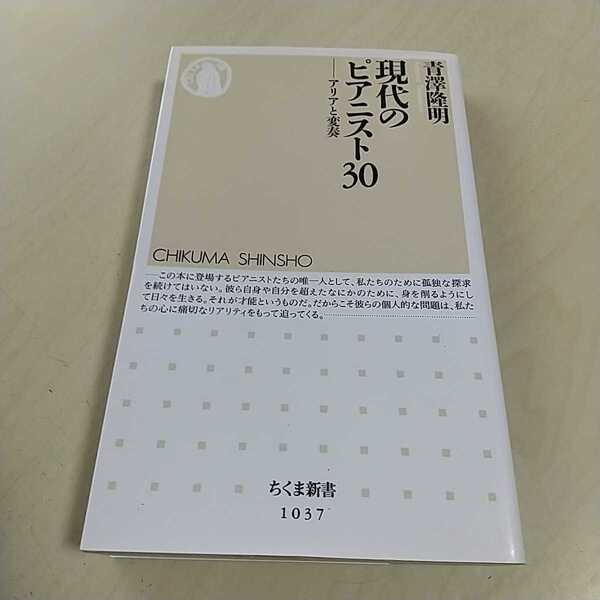 青澤隆明
現代の
ピアニスト30
——アリアと変奏
CHIKUMA SHINSHO
——この本に登場するピアニストたちの唯一人として、私たちのために孤独な探求
を続けてはいない。彼ら自身や自分を超えたなにかのために、身を削るようにし
て日々を生きる。それが才能というものだ。だからこそ彼らの個人的な問題は、私た
ちの心に痛切なリアリティをもって迫ってくる。
ちくま新書
1037